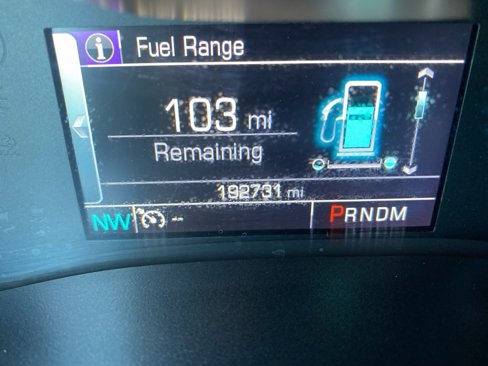 i Fuel Range
103 mi
Remaining
192731 mi
NW -- PRNDM